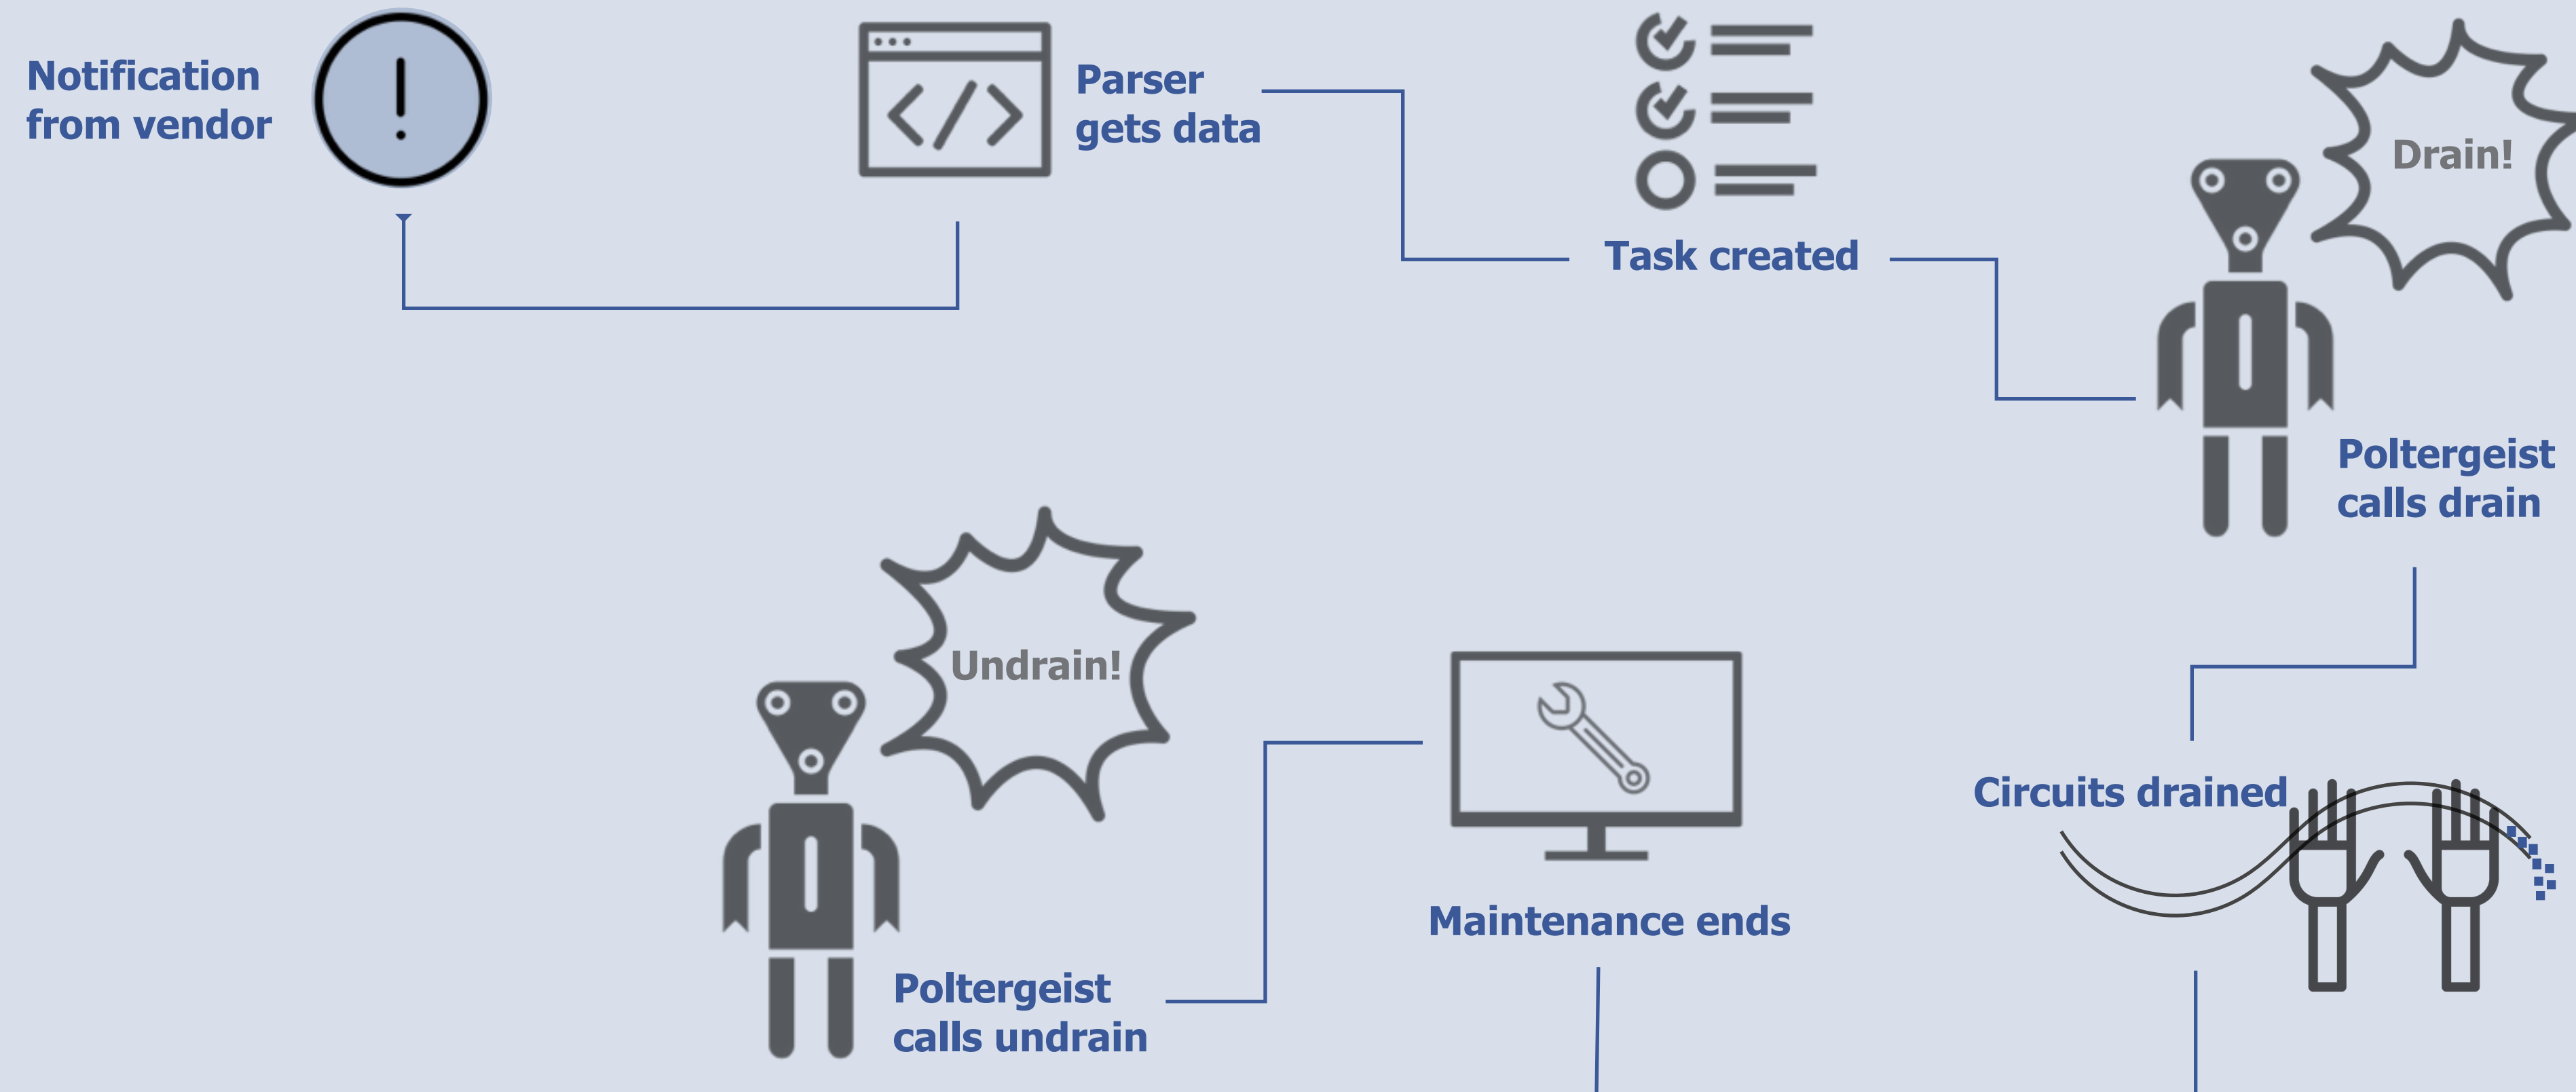 Notification
from vendor
Parser
gets data
Task created
Drain!
Poltergeist
calls drain
Circuits drained
Maintenance ends
Undrain!
Poltergeist
calls undrain